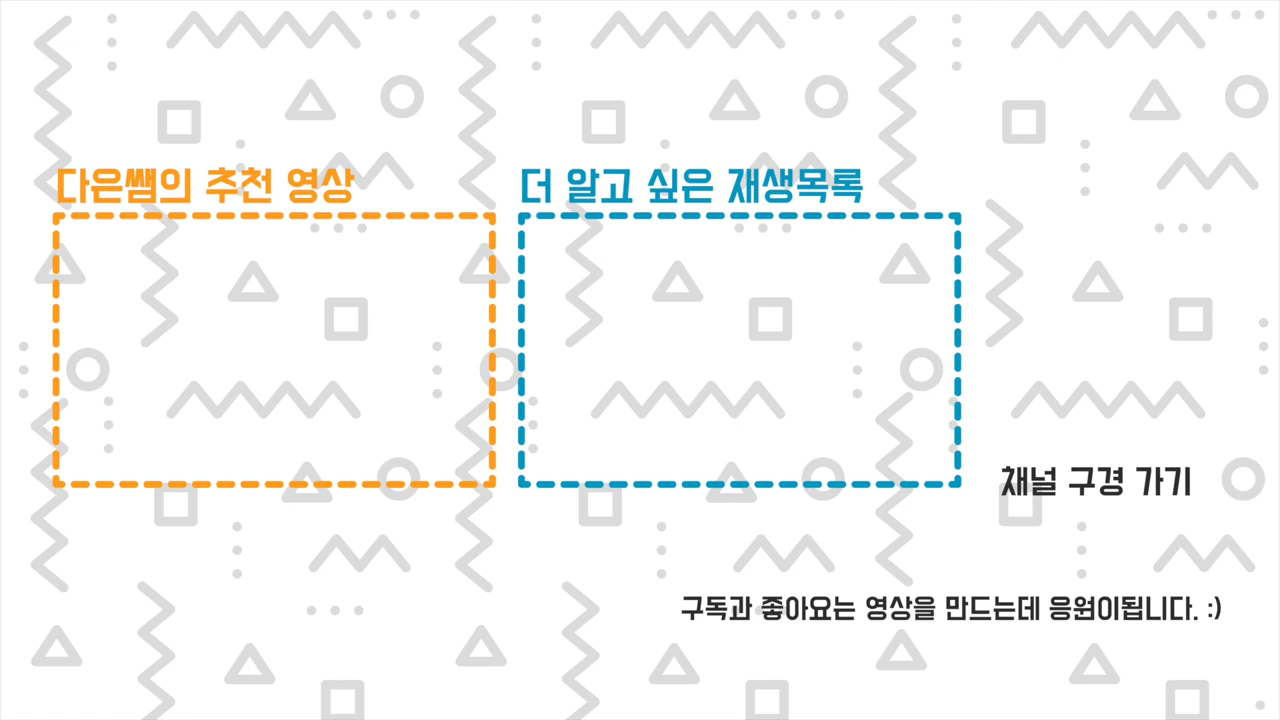 다은쌤의 추천 영상
더 알고 싶은 재생목록
채널 구경 가기
구독과 좋아요는 영상을 만드는데 응원이됩니다. :)